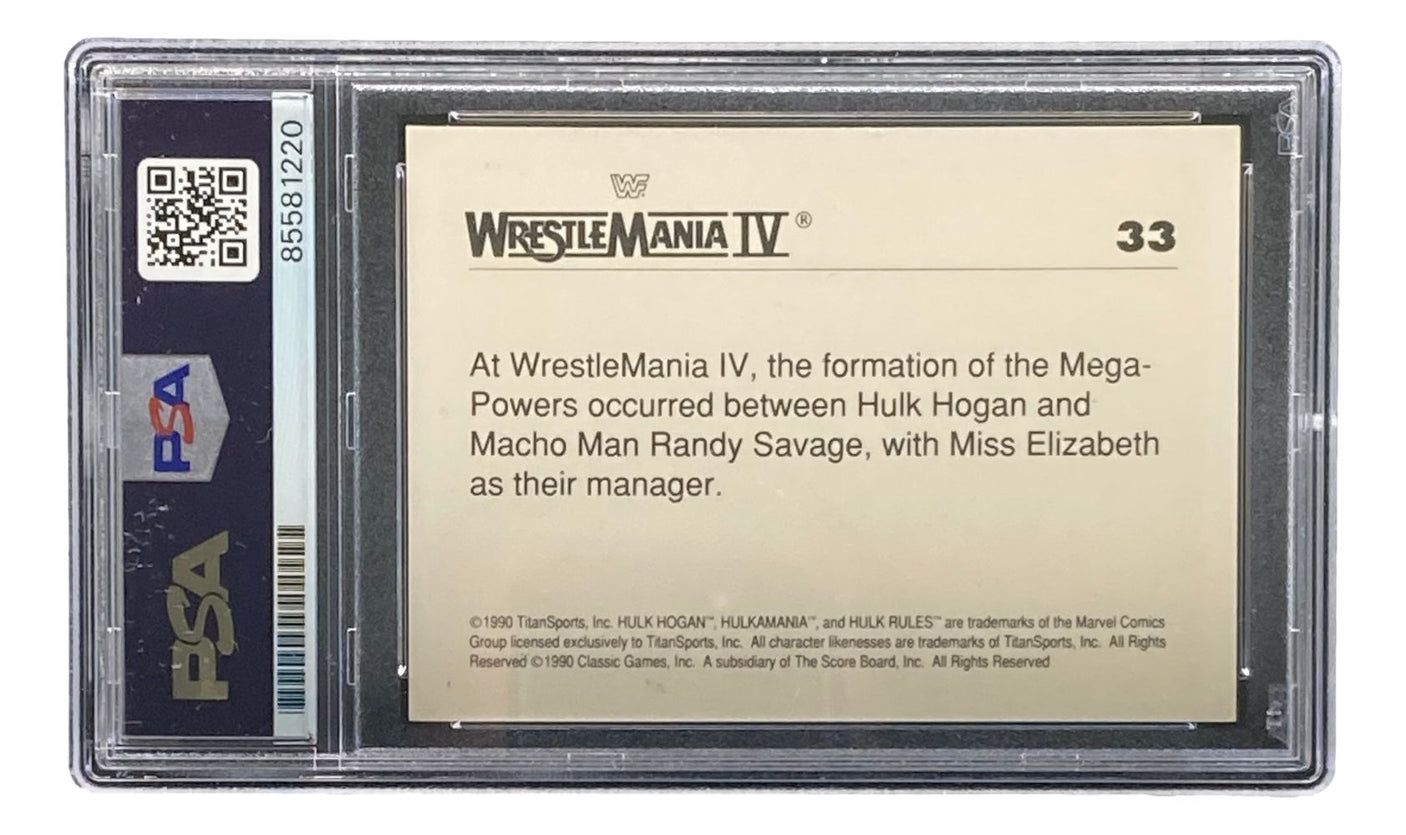 85581220
PSA
PSA
WF
WRESTLEMANIA IV ®
33
At WrestleMania IV, the formation of the Mega-
Powers occurred between Hulk Hogan and
Macho Man Randy Savage, with Miss Elizabeth
as their manager.
©1990 TitanSports, Inc. HULK HOGAN™, HULKAMANIA™, and HULK RULES™ are trademarks of the Marvel Comics
Group licensed exclusively to TitanSports, Inc. All character likenesses are trademarks of TitanSports, Inc. All Rights
Reserved ©1990 Classic Games, Inc. A subsidiary of The Score Board, Inc. All Rights Reserved
PSA